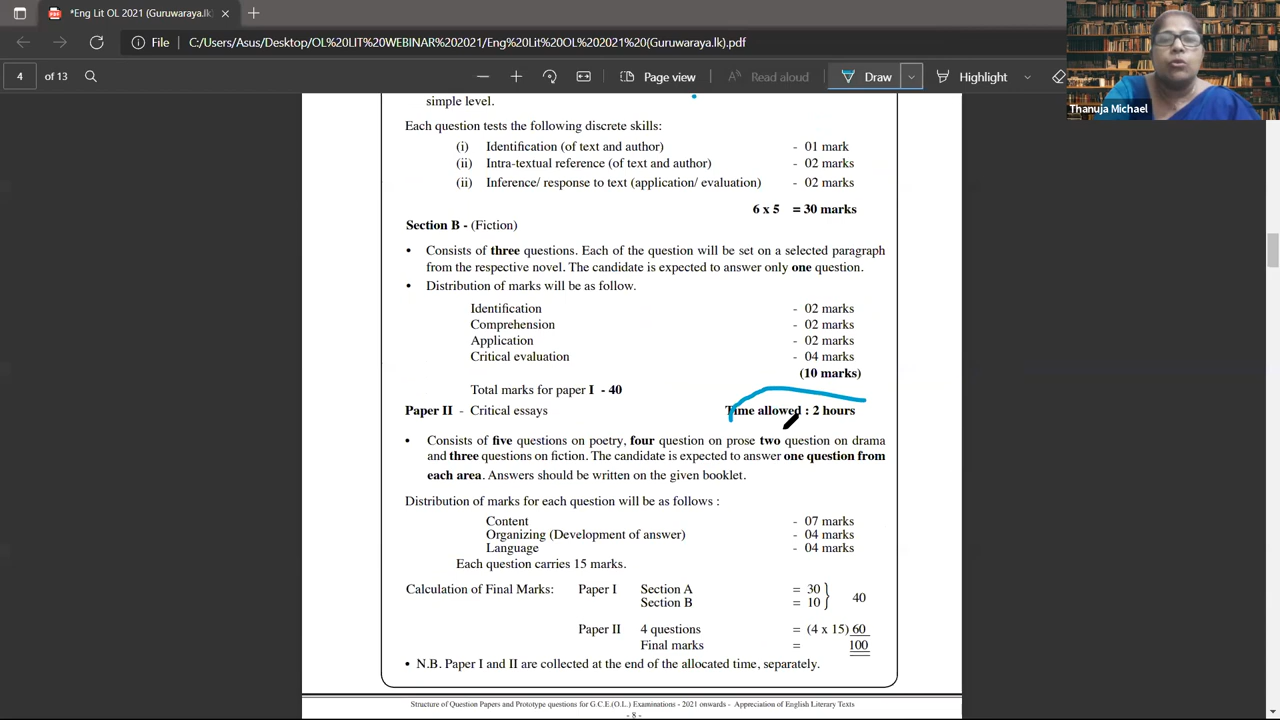 *Eng Lit OL 2021 (Guruwaraya.lk)
File C:/Users/Asus/Desktop/OL%20LIT%20WEBINAR%202021/Eng%20Lit%20OL%202021%20(Guruwaraya.lk).pdf
4 of 13 Page view Read aloud Draw Highlight
Thanuja Michael
simple level.
Each question tests the following discrete skills:
(i) Identification (of text and author) - 01 mark
(ii) Intra-textual reference (of text and author) - 02 marks
(ii) Inference/ response to text (application/ evaluation) - 02 marks
6 x 5 = 30 marks
Section B - (Fiction)
• Consists of three questions. Each of the question will be set on a selected paragraph
from the respective novel. The candidate is expected to answer only one question.
• Distribution of marks will be as follow.
Identification - 02 marks
Comprehension - 02 marks
Application - 02 marks
Critical evaluation - 04 marks
(10 marks)
Total marks for paper I - 40
Paper II - Critical essays Time allowed : 2 hours
• Consists of five questions on poetry, four question on prose two question on drama
and three questions on fiction. The candidate is expected to answer one question from
each area. Answers should be written on the given booklet.
Distribution of marks for each question will be as follows :
Content - 07 marks
Organizing (Development of answer) - 04 marks
Language - 04 marks
Each question carries 15 marks.
Calculation of Final Marks: Paper I Section A = 30
Section B = 10 } 40
Paper II 4 questions = (4 x 15) 60
Final marks = 100
• N.B. Paper I and II are collected at the end of the allocated time, separately.
Structure of Question Papers and Prototype questions for G.C.E.(O.L.) Examinations - 2021 onwards - Appreciation of English Literary Texts
- 8 -